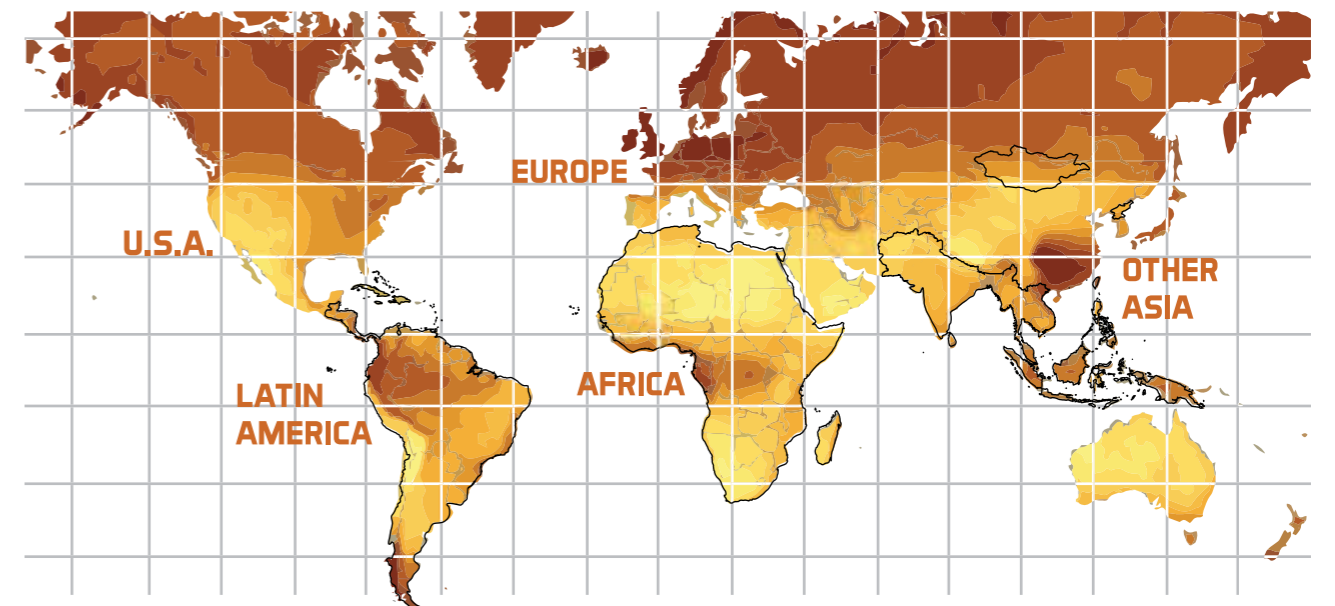 EUROPE
U.S.A.
OTHER
ASIA
AFRICA
LATIN
AMERICA